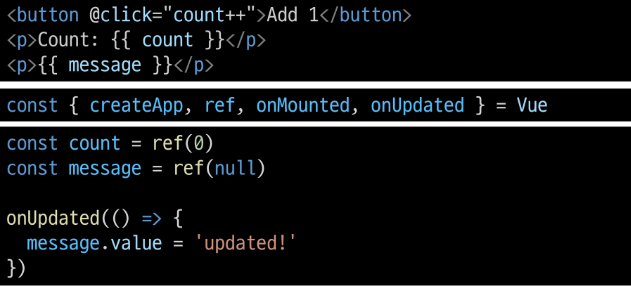 <button @click="count++">Add 1</button>
<p>Count: {{ count }}</p>
<p>{{ message }}</p>
const { createApp, ref, onMounted, onUpdated } = Vue
const count = ref(0)
const message = ref(null)
onUpdated(() => {
  message.value = 'updated!'
})